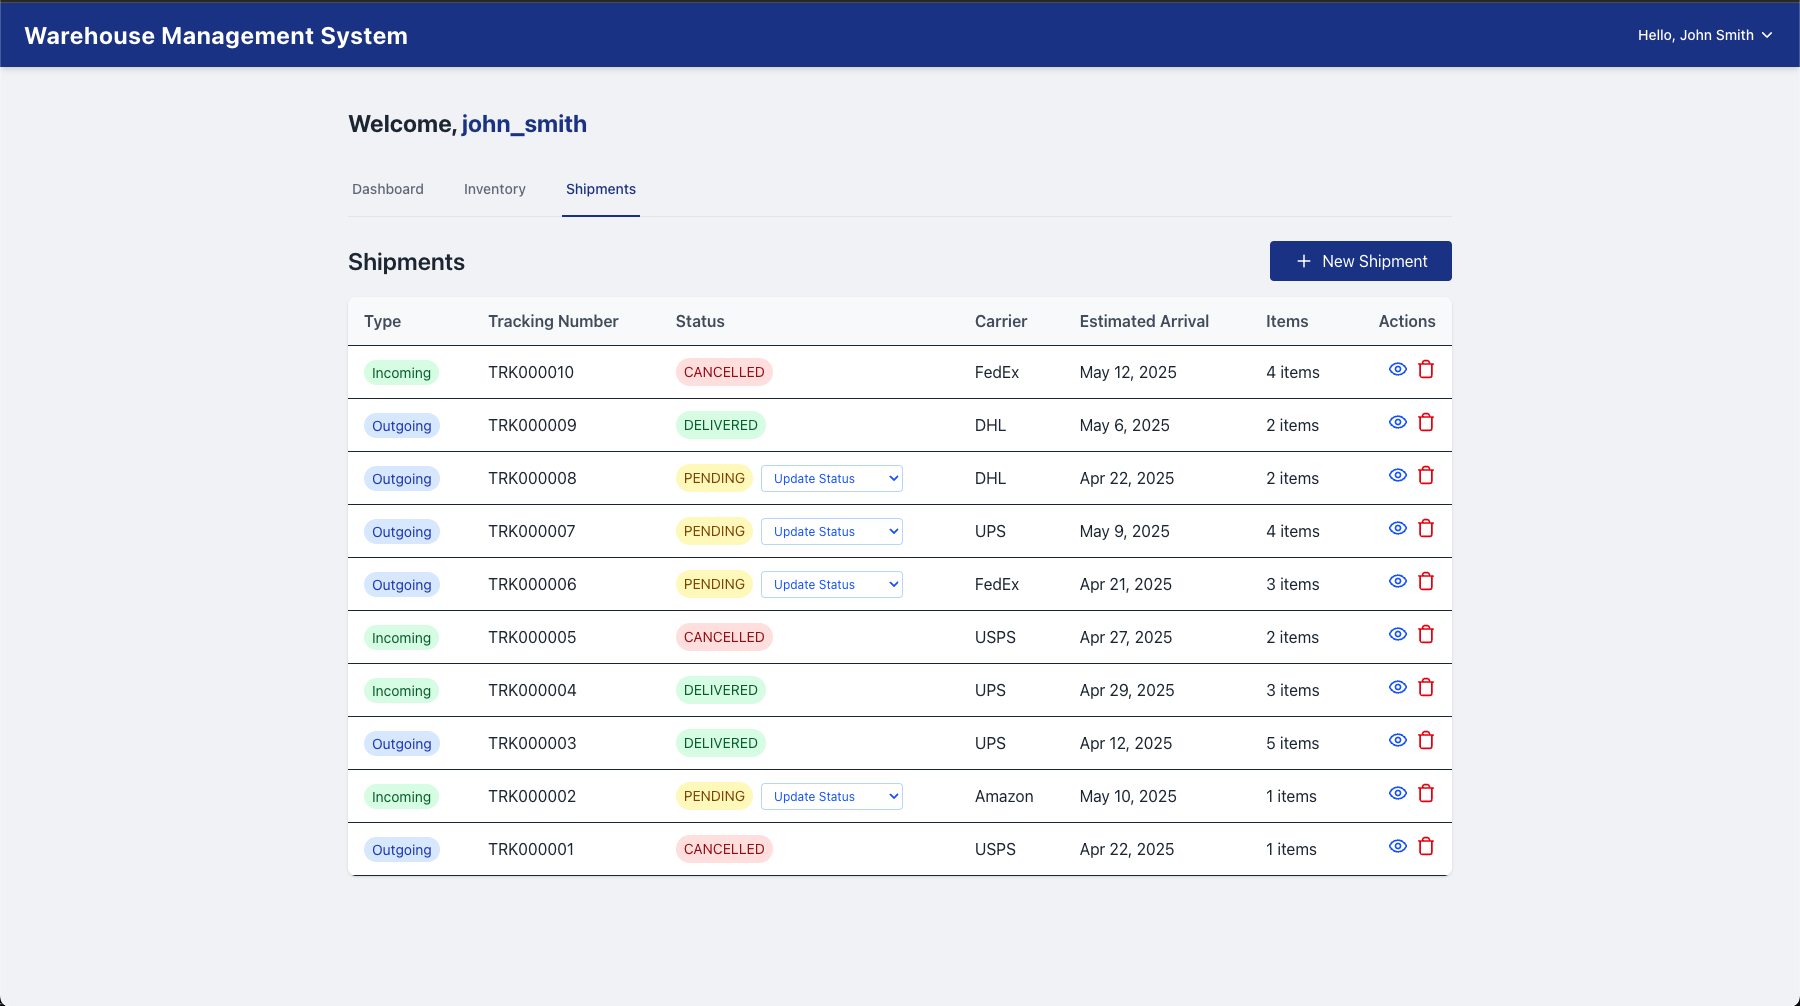 Warehouse Management System
Hello, John Smith
Welcome, john_smith
Dashboard Inventory Shipments
Shipments
New Shipment
Type Tracking Number Status Carrier Estimated Arrival Items Actions
Incoming TRK000010 CANCELLED FedEx May 12, 2025 4 items
Outgoing TRK000009 DELIVERED DHL May 6, 2025 2 items
Outgoing TRK000008 PENDING Update Status DHL Apr 22, 2025 2 items
Outgoing TRK000007 PENDING Update Status UPS May 9, 2025 4 items
Outgoing TRK000006 PENDING Update Status FedEx Apr 21, 2025 3 items
Incoming TRK000005 CANCELLED USPS Apr 27, 2025 2 items
Incoming TRK000004 DELIVERED UPS Apr 29, 2025 3 items
Outgoing TRK000003 DELIVERED UPS Apr 12, 2025 5 items
Incoming TRK000002 PENDING Update Status Amazon May 10, 2025 1 items
Outgoing TRK000001 CANCELLED USPS Apr 22, 2025 1 items